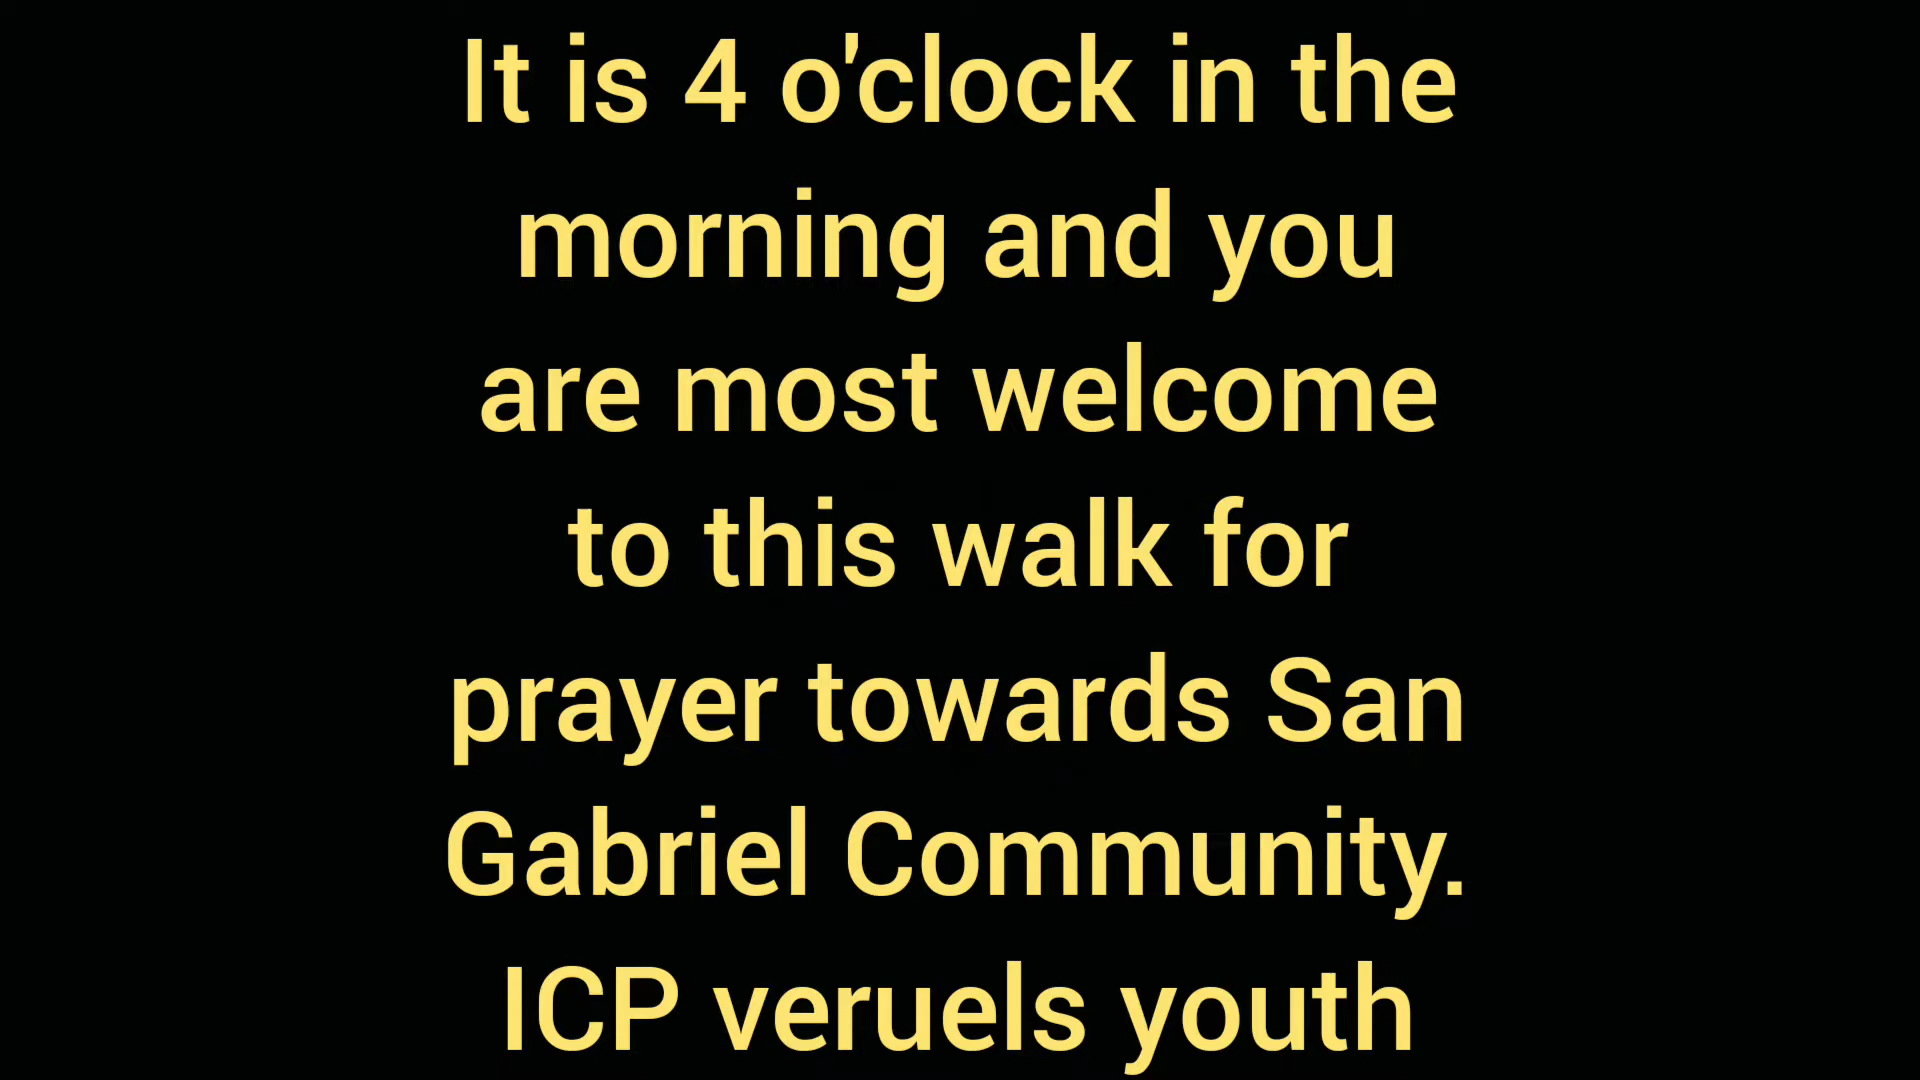 It is 4 o'clock in the
morning and you
are most welcome
to this walk for
prayer towards San
Gabriel Community.
ICP veruels youth